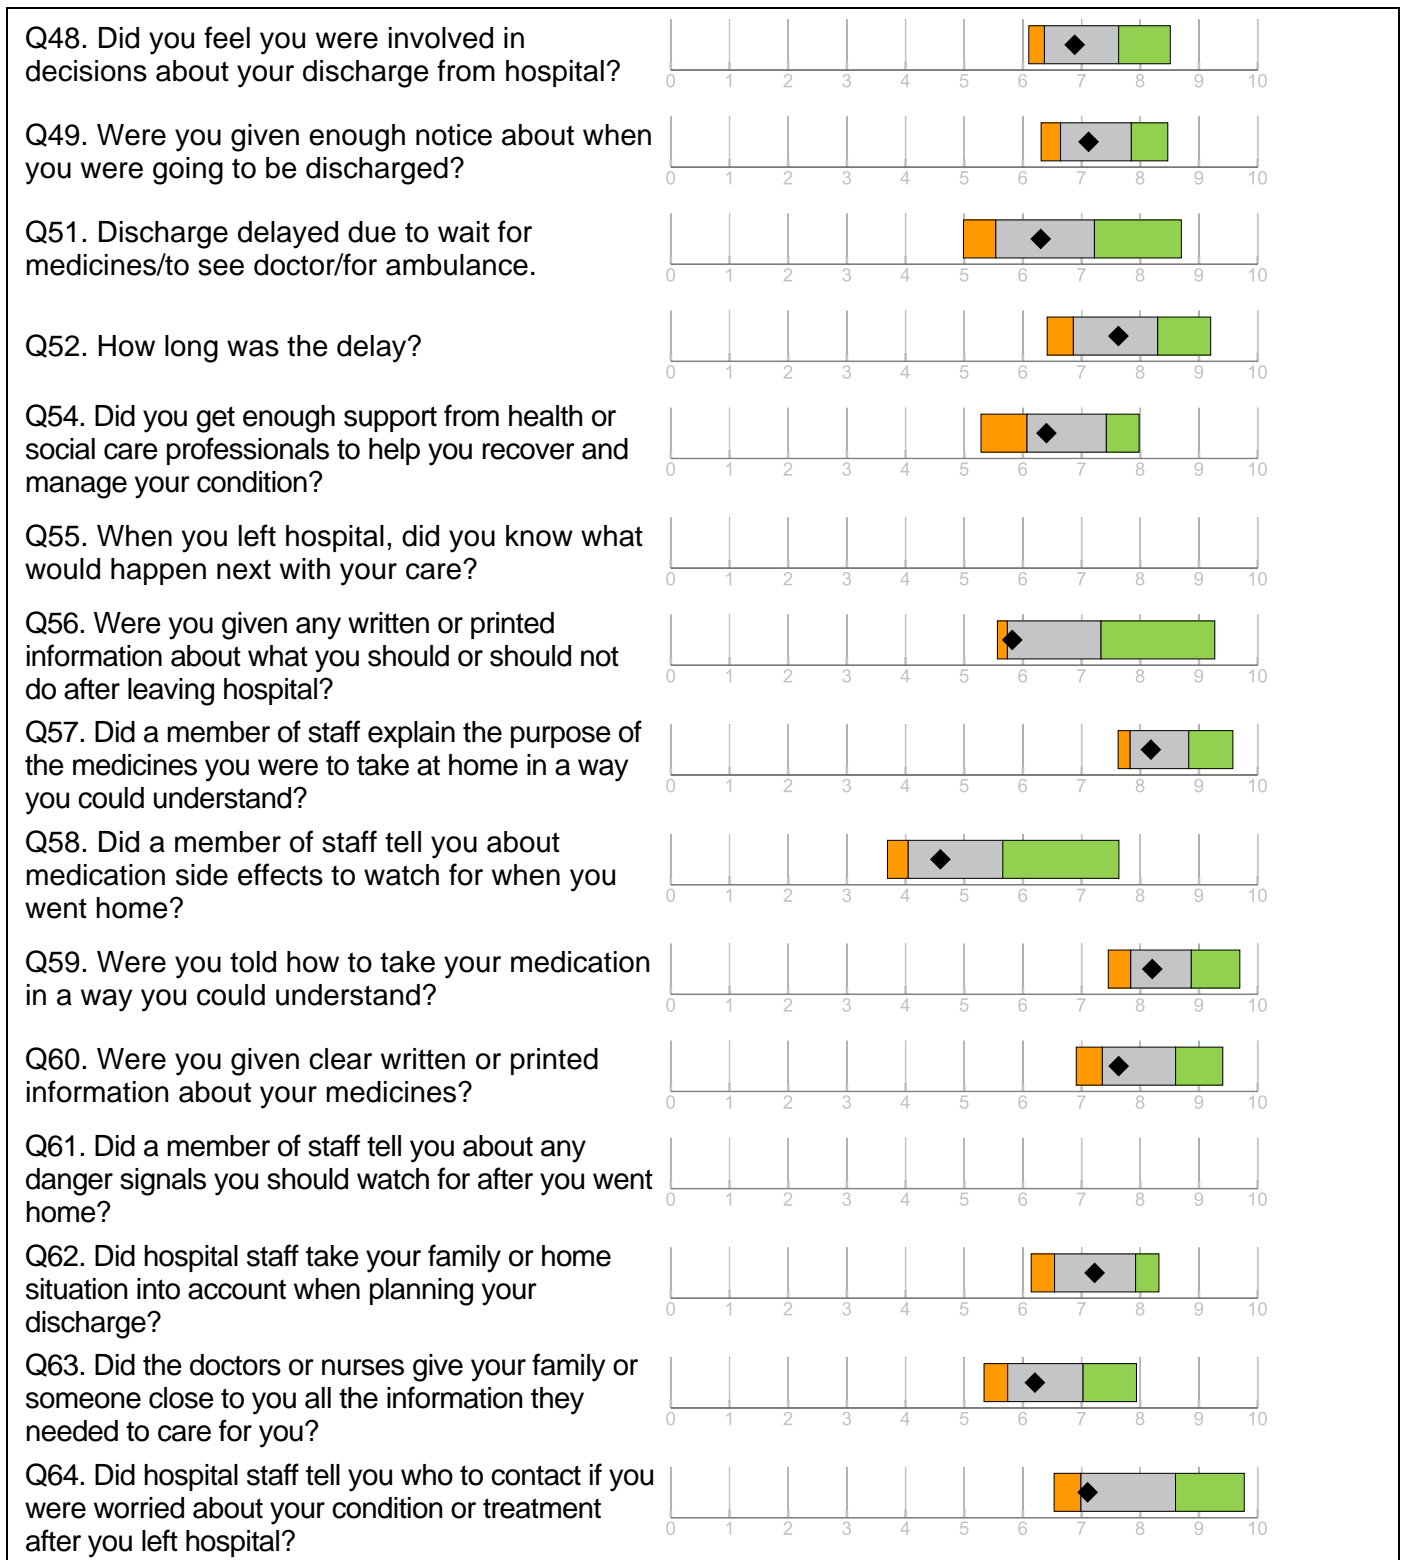 Q48. Did you feel you were involved in
decisions about your discharge from hospital?
0 1 2 3 4 5 6 7 8 9 10
Q49. Were you given enough notice about when
you were going to be discharged?
0 1 2 3 4 5 6 7 8 9 10
Q51. Discharge delayed due to wait for
medicines/to see doctor/for ambulance.
0 1 2 3 4 5 6 7 8 9 10
Q52. How long was the delay?
0 1 2 3 4 5 6 7 8 9 10
Q54. Did you get enough support from health or
social care professionals to help you recover and
manage your condition?
0 1 2 3 4 5 6 7 8 9 10
Q55. When you left hospital, did you know what
would happen next with your care?
0 1 2 3 4 5 6 7 8 9 10
Q56. Were you given any written or printed
information about what you should or should not
do after leaving hospital?
0 1 2 3 4 5 6 7 8 9 10
Q57. Did a member of staff explain the purpose of
the medicines you were to take at home in a way
you could understand?
0 1 2 3 4 5 6 7 8 9 10
Q58. Did a member of staff tell you about
medication side effects to watch for when you
went home?
0 1 2 3 4 5 6 7 8 9 10
Q59. Were you told how to take your medication
in a way you could understand?
0 1 2 3 4 5 6 7 8 9 10
Q60. Were you given clear written or printed
information about your medicines?
0 1 2 3 4 5 6 7 8 9 10
Q61. Did a member of staff tell you about any
danger signals you should watch for after you went
home?
0 1 2 3 4 5 6 7 8 9 10
Q62. Did hospital staff take your family or home
situation into account when planning your
discharge?
0 1 2 3 4 5 6 7 8 9 10
Q63. Did the doctors or nurses give your family or
someone close to you all the information they
needed to care for you?
0 1 2 3 4 5 6 7 8 9 10
Q64. Did hospital staff tell you who to contact if you
were worried about your condition or treatment
after you left hospital?
0 1 2 3 4 5 6 7 8 9 10